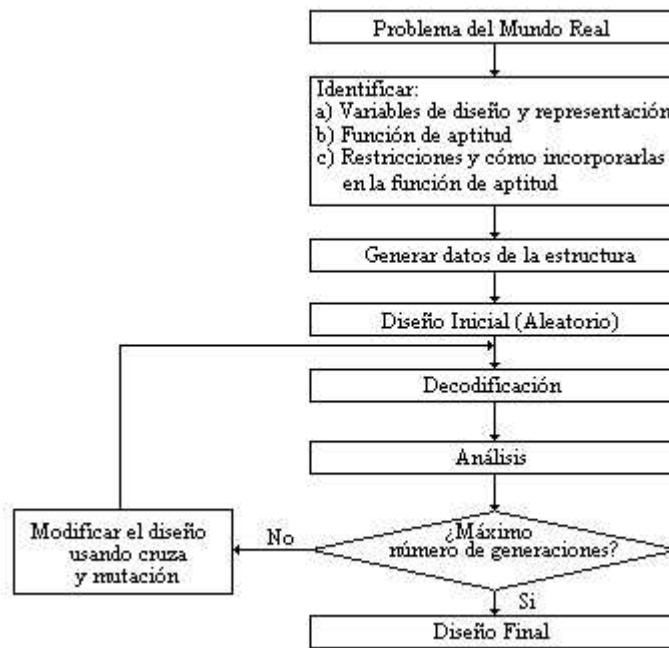 Problema del Mundo Real
Identificar:
a) Variables de diseño y representación
b) Función de aptitud
c) Restricciones y cómo incorporarlas
en la función de aptitud
Generar datos de la estructura
Diseño Inicial (Aleatorio)
Decodificación
Análisis
¿Máximo
número de generaciones?
No
Modificar el diseño
usando cruza
y mutación
Si
Diseño Final